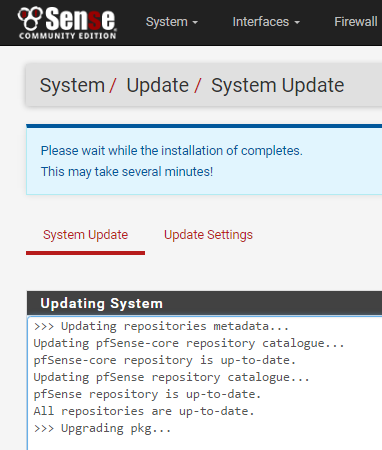 Sense
COMMUNITY EDITION
System Interfaces Firewall
System / Update / System Update
Please wait while the installation of completes.
This may take several minutes!
System Update Update Settings
Updating System
>>> Updating repositories metadata...
Updating pfSense-core repository catalogue...
pfSense-core repository is up-to-date.
Updating pfSense repository catalogue...
pfSense repository is up-to-date.
All repositories are up-to-date.
>>> Upgrading pkg...